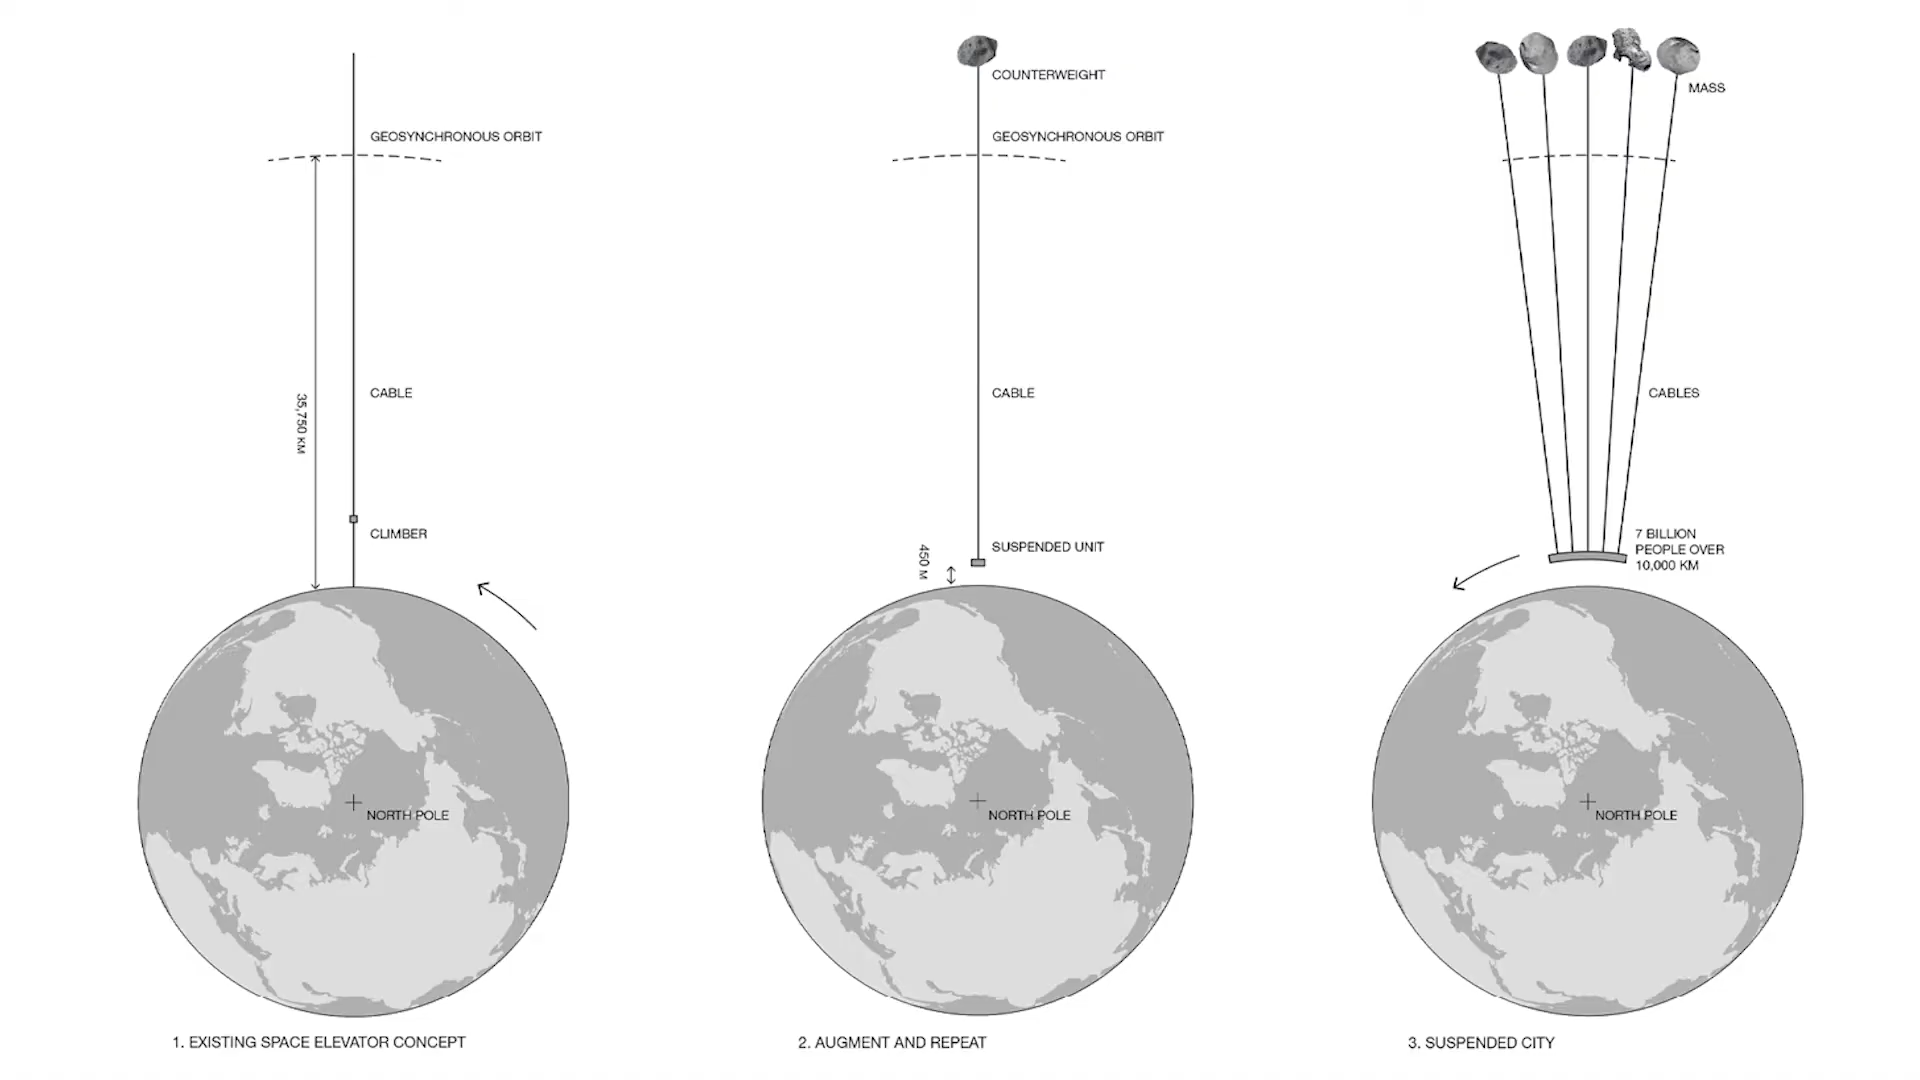 GEOSYNCHRONOUS ORBIT
35,750 KM
CABLE
CLIMBER
NORTH POLE
1. EXISTING SPACE ELEVATOR CONCEPT
COUNTERWEIGHT
GEOSYNCHRONOUS ORBIT
CABLE
SUSPENDED UNIT
450 M
NORTH POLE
2. AUGMENT AND REPEAT
MASS
CABLES
7 BILLION
PEOPLE OVER
10,000 KM
NORTH POLE
3. SUSPENDED CITY